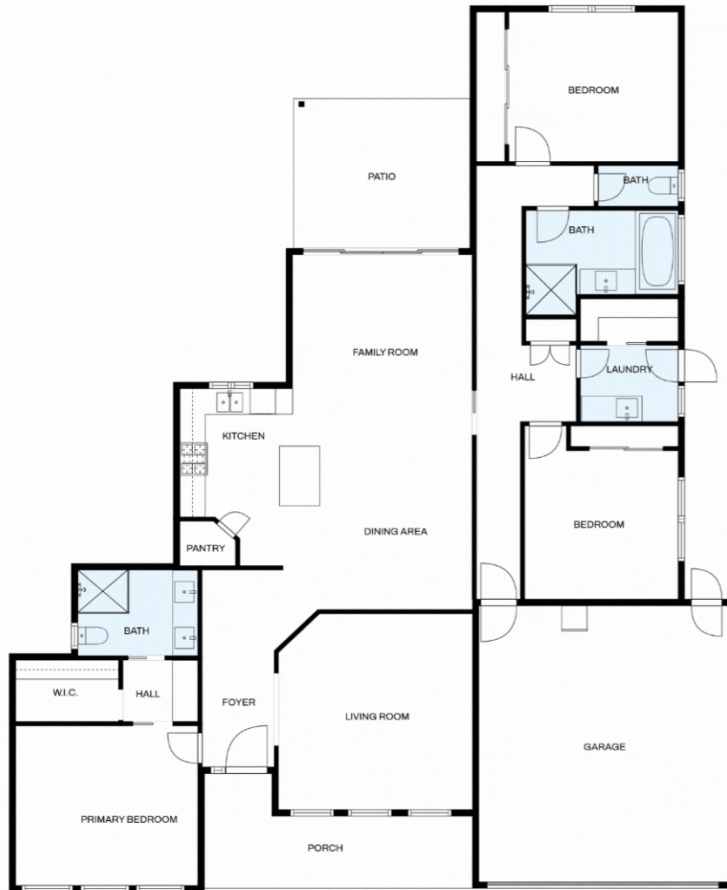 BEDROOM
BATH
PATIO
BATH
FAMILY ROOM
LAUNDRY
HALL
KITCHEN
BEDROOM
DINING AREA
PANTRY
BATH
W.I.C.
HALL
FOYER
LIVING ROOM
GARAGE
PRIMARY BEDROOM
PORCH